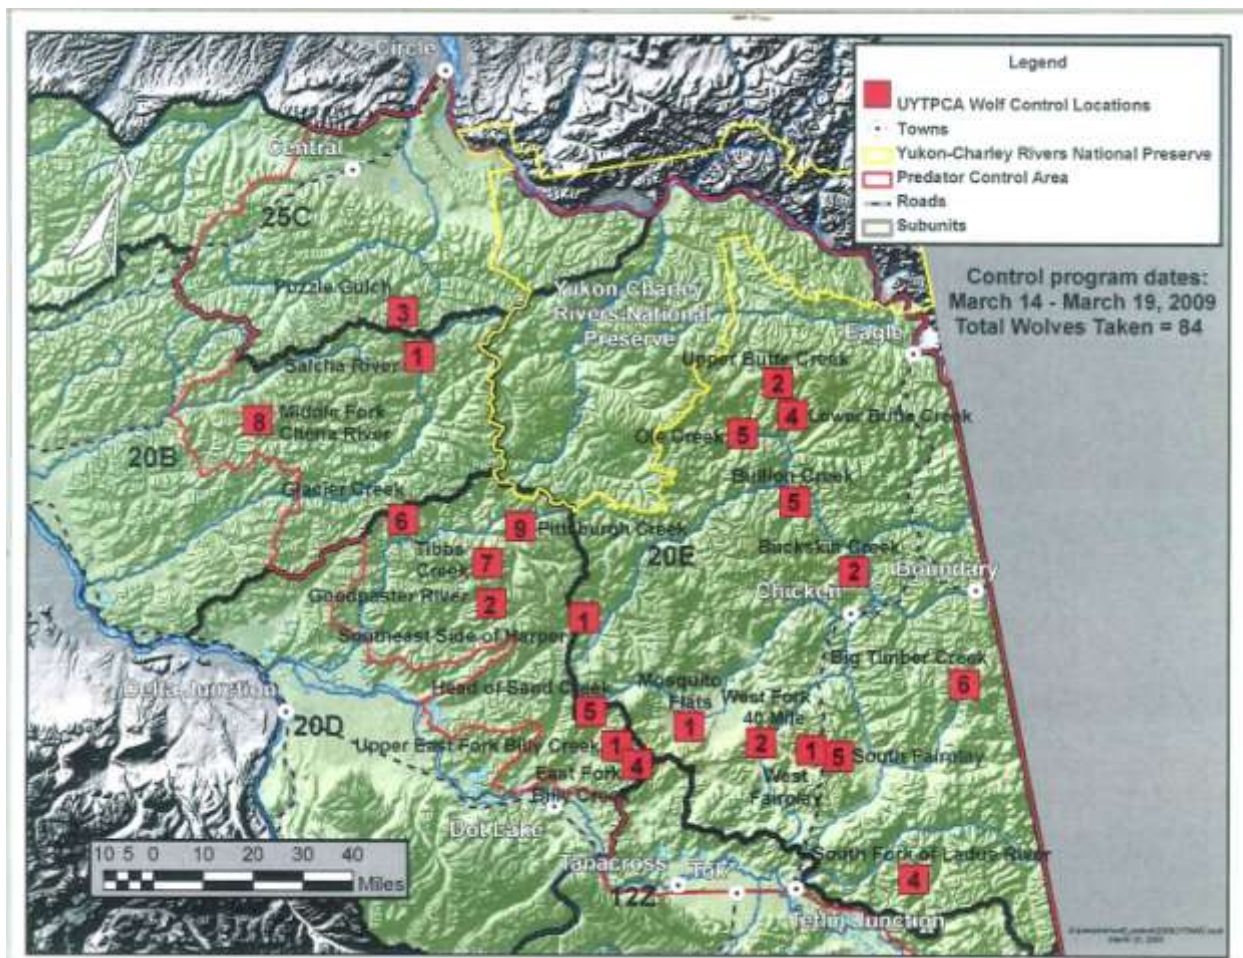 Legend
UYTPCA Wolf Control Locations
Towns
Yukon-Charley Rivers National Preserve
Predator Control Area
Roads
Subunits
Control program dates:
March 14 - March 19, 2009
Total Wolves Taken = 84
Circle
Central
25C
Puzzle Gulch
3
Salcha River
1
Yukon-Charley
Rivers National
Preserve
Eagle
Upper Butte Creek
2
4
Lower Butte Creek
8
Middle Fork
Chena River
Ole Creek
5
20B
Bullion Creek
5
Glacier Creek
6
9
Pittsburgh Creek
20E
Tibbs
Creek
7
Buckskin Creek
2
Boundary
Goodpaster River
2
Chicken
Southeast Side of Harper
1
Big Timber Creek
6
Delta Junction
Head of Sand Creek
5
Mosquito
Flats
1
West Fork
40 Mile
2
20D
Upper East Fork Billy Creek
1
1
5
South Fairplay
East Fork
Billy Creek
4
West
Fairplay
Dot Lake
10 5 0 10 20 30 40
Miles
South Fork of Ladue River
4
Tanacross
Tok
12Z
Tetlin Junction